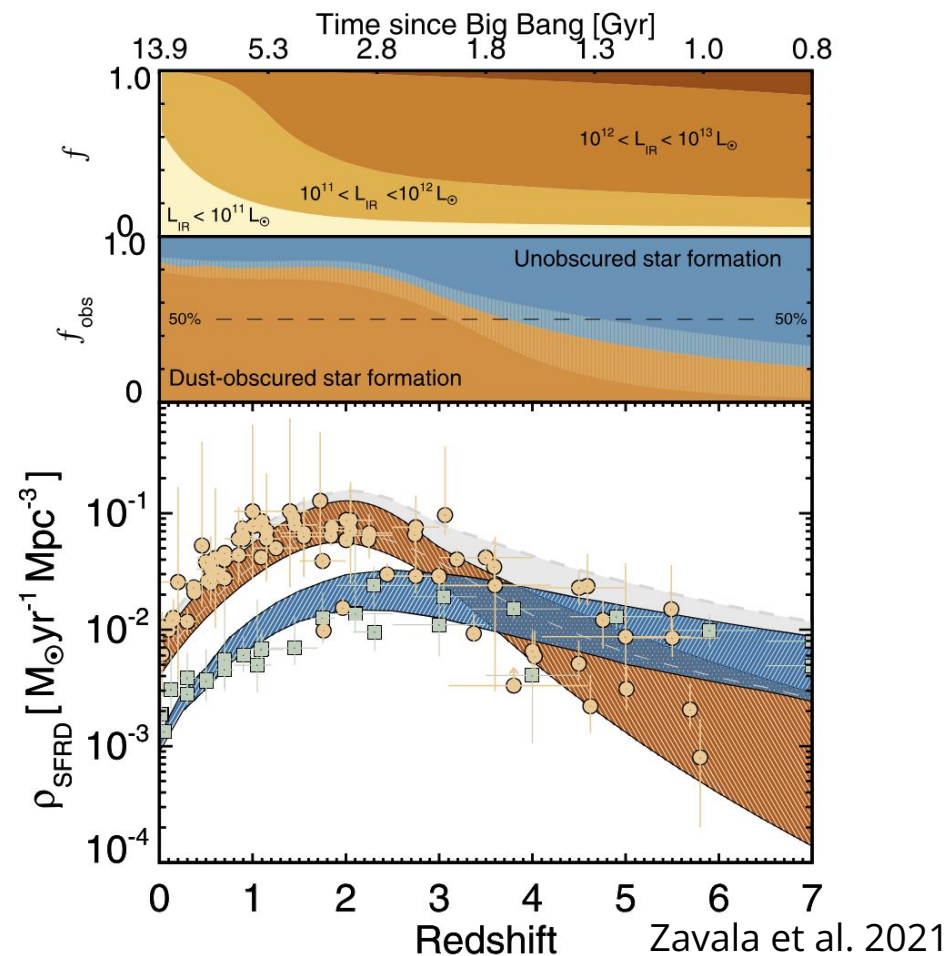 Time since Big Bang [Gyr]
13.9 5.3 2.8 1.8 1.3 1.0 0.8
1.0
f
10¹² < L_IR < 10¹³ L☉
10¹¹ < L_IR < 10¹² L☉
L_IR < 10¹¹ L☉
0
1.0
Unobscured star formation
f_obs
50% 50%
Dust-obscured star formation
0
ρ_SFRD [M☉yr⁻¹ Mpc⁻³]
10⁻¹
10⁻²
10⁻³
10⁻⁴
0 1 2 3 4 5 6 7
Redshift
Zavala et al. 2021